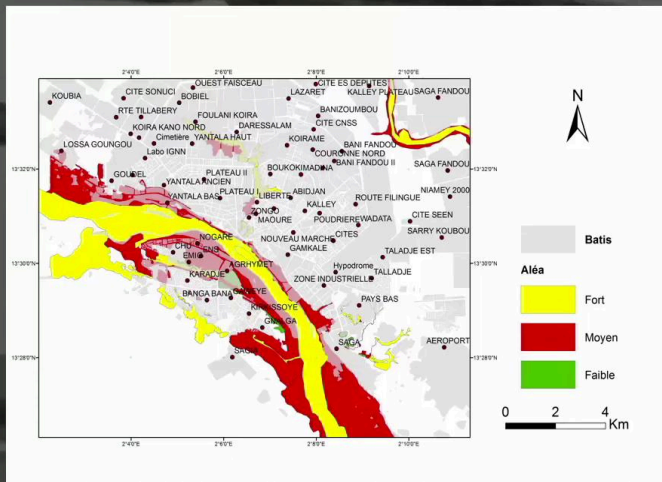 2°4'0"E 2°6'0"E 2°8'0"E 2°10'0"E
OUEST FAISCEAU
CITE ES DEPUTES
CITE SONUCI
KALLEY PLATEAU
SAGA FANDOU
KOUBIA
BOBIEL
LAZARET
RTE TILLABERY
FOULANI KOIRA
BANIZOUMBOU
KOIRA KANO NORD
DARESSALAM
CITE CNSS
Cimetière
YANTALA HAUT
KOIRAME
LOSSA GOUNGOU
BANI FANDOU
Labo IGNN
COURONNE NORD
BANI FANDOU II
13°32'0"N
13°32'0"N
SAGA FANDOU
GOUDEL
PLATEAU II
BOUKOKI
MADINA
YANTALA ANCIEN
YANTALA BAS
PLATEAU I
LIBERTE
ABIDJAN
ROUTE FILINGUE
NIAMEY 2000
ZONGO
KALLEY
MAOURE
POUDRIERE
WADATA
CITE SEEN
NOGARE
NOUVEAU MARCHE
CITES
SARRY KOUBOU
CHU
ENS
GAMKALE
TALADJE EST
13°30'0"N
EMIG
13°30'0"N
KARADJE
AGRHYMET
Hypodrome
ZONE INDUSTRIELLE
TALLADJE
BANGA BANA
GAWEYE
PAYS BAS
KIRKISSOYE
GNALGA
SAGA
AEROPORT
13°28'0"N
13°28'0"N
2°4'0"E 2°6'0"E 2°8'0"E 2°10'0"E
N
Batis
Aléa
Fort
Moyen
Faible
0 2 4
Km